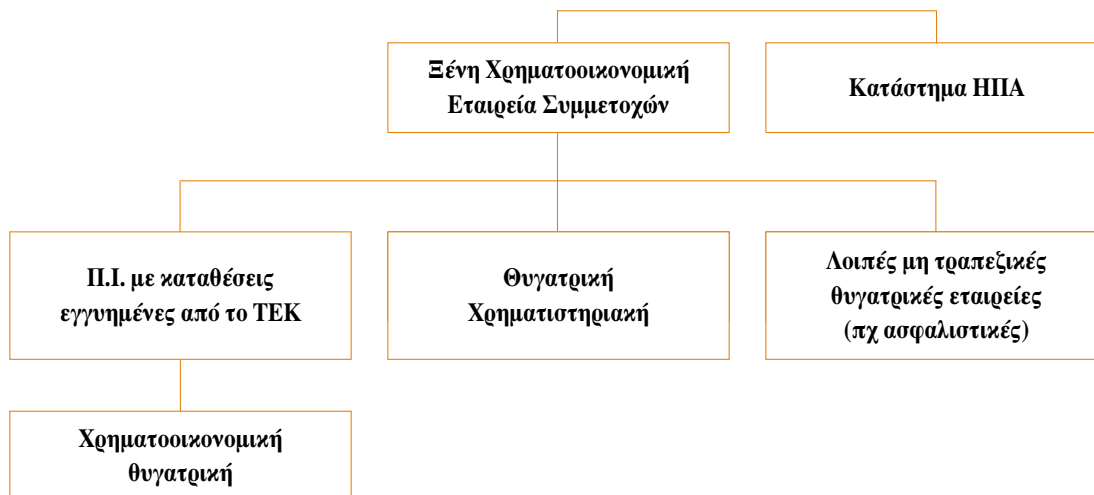 Ξένη Χρηματοοικονομική
Εταιρεία Συμμετοχών
Κατάστημα ΗΠΑ
Π.Ι. με καταθέσεις
εγγυημένες από το ΤΕΚ
Θυγατρική
Χρηματιστηριακή
Λοιπές μη τραπεζικές
θυγατρικές εταιρείες
(πχ ασφαλιστικές)
Χρηματοοικονομική
θυγατρική